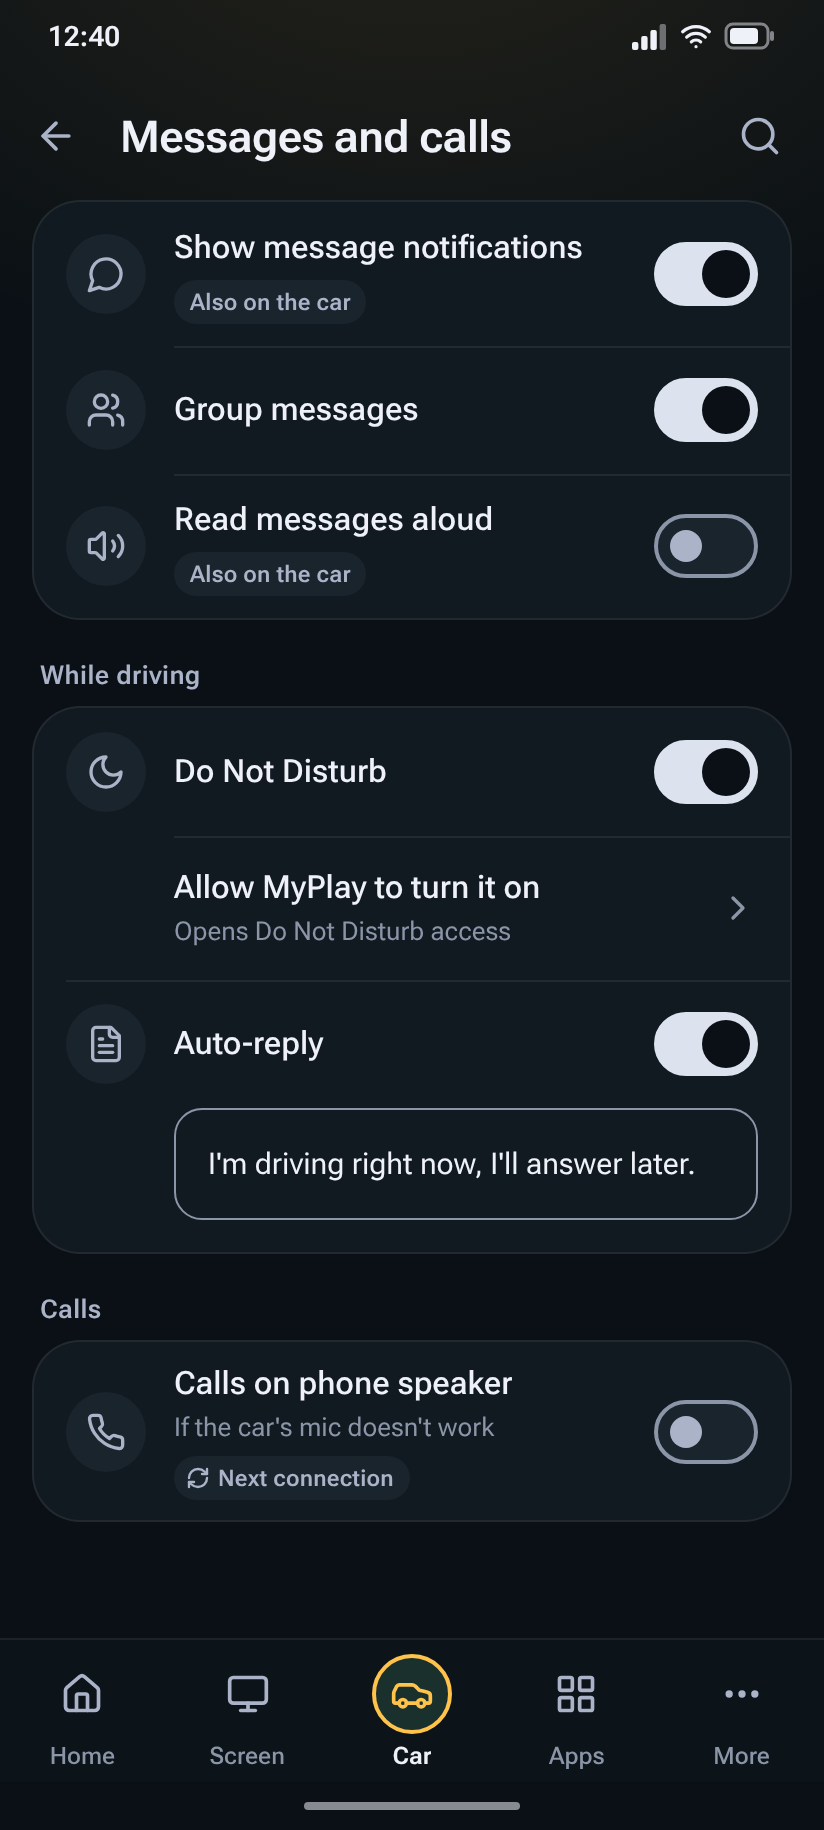 12:40
Messages and calls
Show message notifications
Also on the car
Group messages
Read messages aloud
Also on the car
While driving
Do Not Disturb
Allow MyPlay to turn it on
Opens Do Not Disturb access
Auto-reply
I'm driving right now, I'll answer later.
Calls
Calls on phone speaker
If the car's mic doesn't work
Next connection
Home
Screen
Car
Apps
More